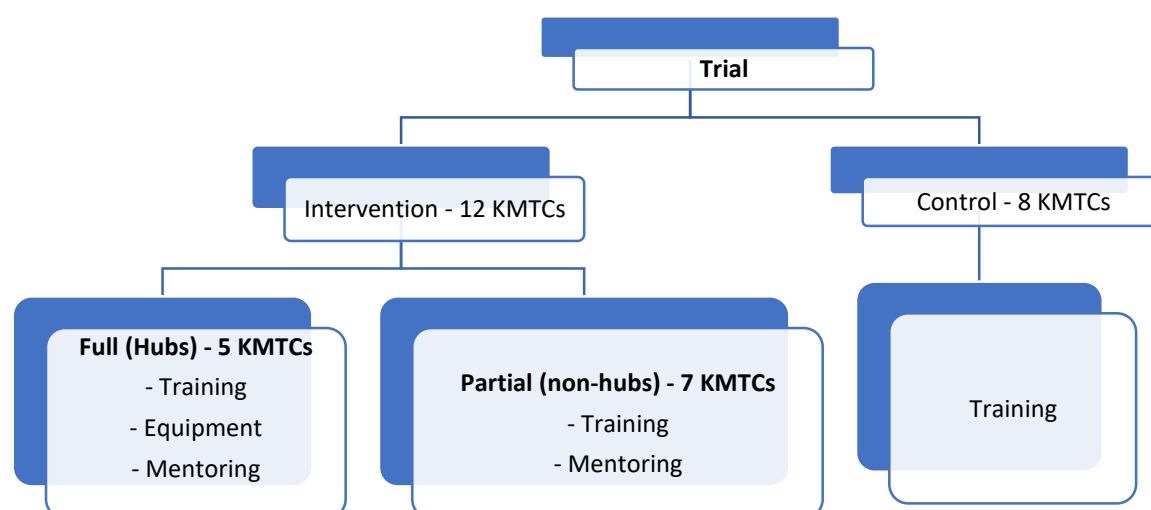 Trial
Intervention - 12 KMTCs
Control - 8 KMTCs
Full (Hubs) - 5 KMTCs
- Training
- Equipment
- Mentoring
Partial (non-hubs) - 7 KMTCs
- Training
- Mentoring
Training